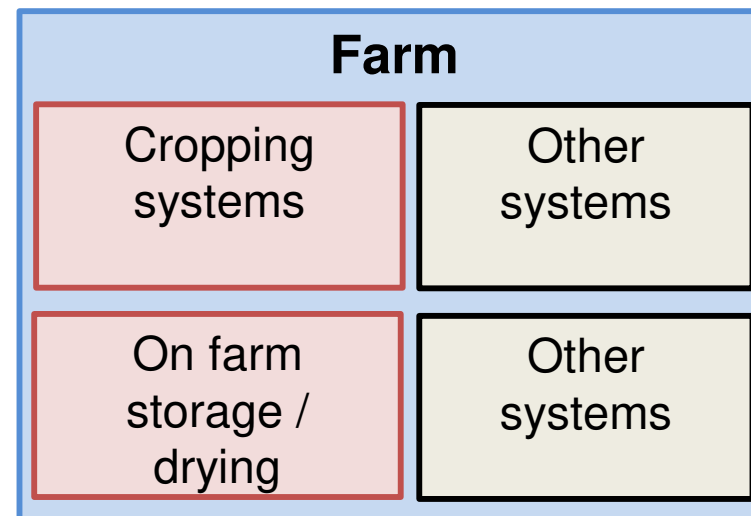 Farm
Cropping
systems
Other
systems
On farm
storage /
drying
Other
systems